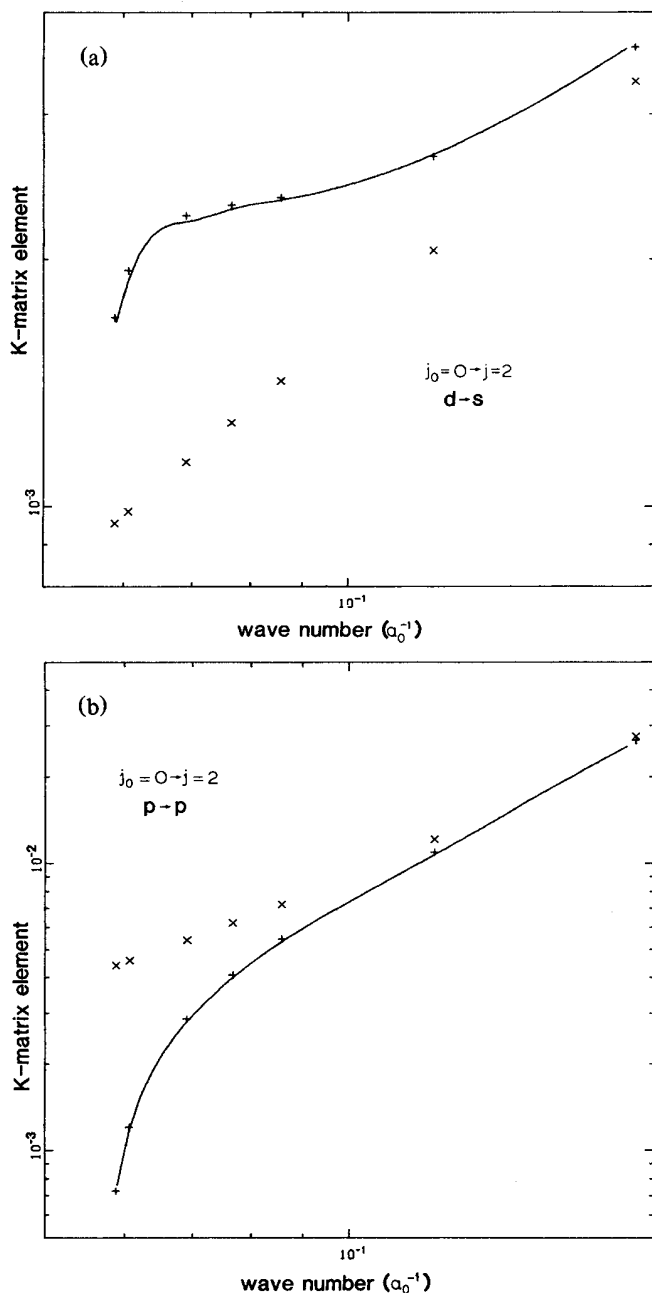 (a)
K-matrix element
j₀ = 0 → j = 2
d → s
10⁻³
10⁻¹
wave number (a₀⁻¹)
(b)
j₀ = 0 → j = 2
p → p
10⁻²
K-matrix element
10⁻³
10⁻¹
wave number (a₀⁻¹)